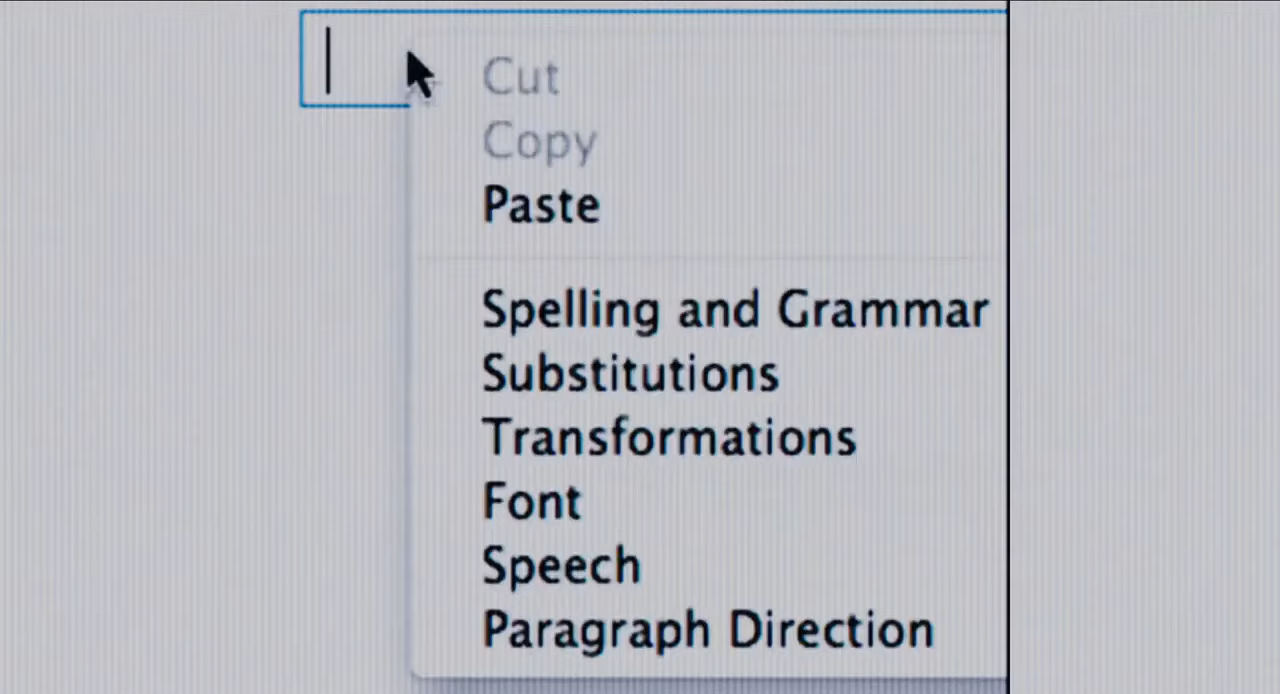 Cut
Copy
Paste
Spelling and Grammar
Substitutions
Transformations
Font
Speech
Paragraph Direction